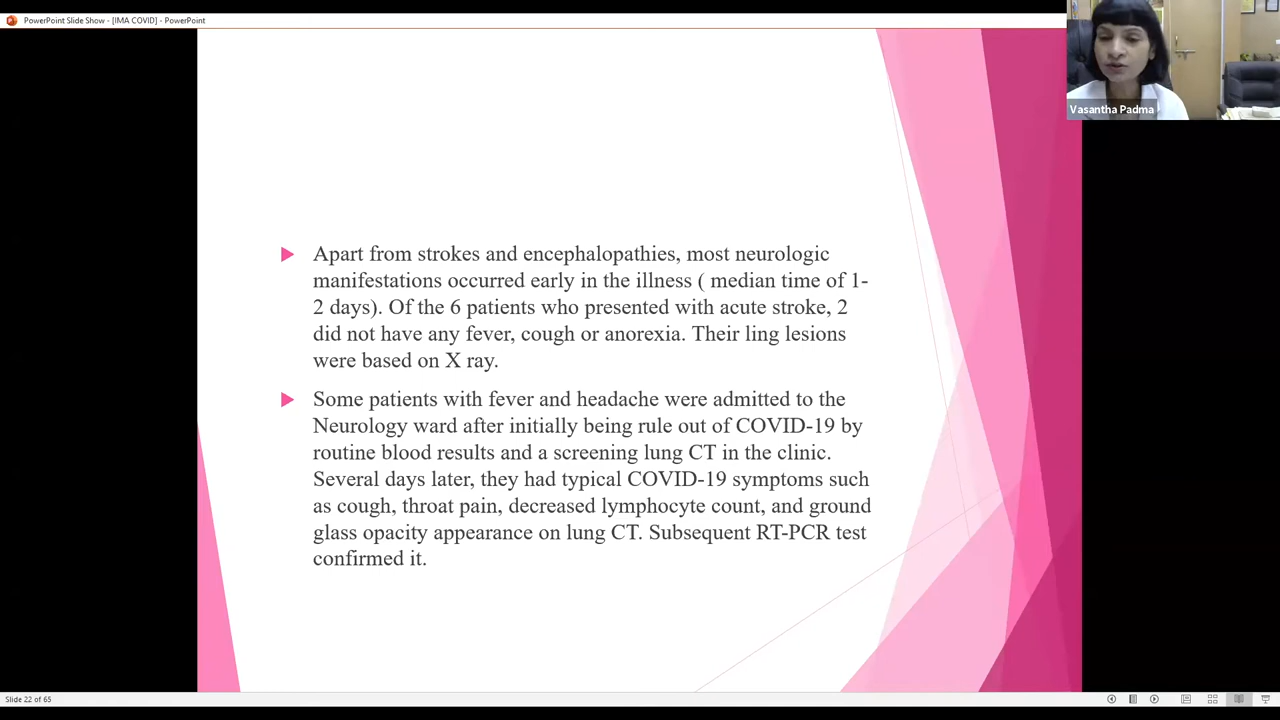 PowerPoint Slide Show - [IMA COVID] - PowerPoint
Vasantha Padma
Apart from strokes and encephalopathies, most neurologic
manifestations occurred early in the illness ( median time of 1-
2 days). Of the 6 patients who presented with acute stroke, 2
did not have any fever, cough or anorexia. Their ling lesions
were based on X ray.
Some patients with fever and headache were admitted to the
Neurology ward after initially being rule out of COVID-19 by
routine blood results and a screening lung CT in the clinic.
Several days later, they had typical COVID-19 symptoms such
as cough, throat pain, decreased lymphocyte count, and ground
glass opacity appearance on lung CT. Subsequent RT-PCR test
confirmed it.
Slide 22 of 65